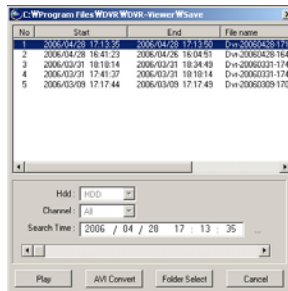 C:₩Program Files₩DVR₩DVR-Viewer₩Save
No Start End File name
1 2006/04/28 17:13:35 2006/04/28 17:13:50 Dvr-20060428-171
2 2006/04/28 16:41:23 2006/04/26 16:04:51 Dvr-20060428-164
3 2006/03/31 18:18:14 2006/03/31 18:34:49 Dvr-20060331-174
4 2006/03/31 17:41:37 2006/03/31 18:18:14 Dvr-20060331-174
5 2006/03/09 17:17:44 2006/03/09 17:17:49 Dvr-20060309-170
Hdd : HDD
Channel : All
Search Time : 2006 / 04 / 28 17 : 13 : 35 ...
Play AVI Convert Folder Select Cancel